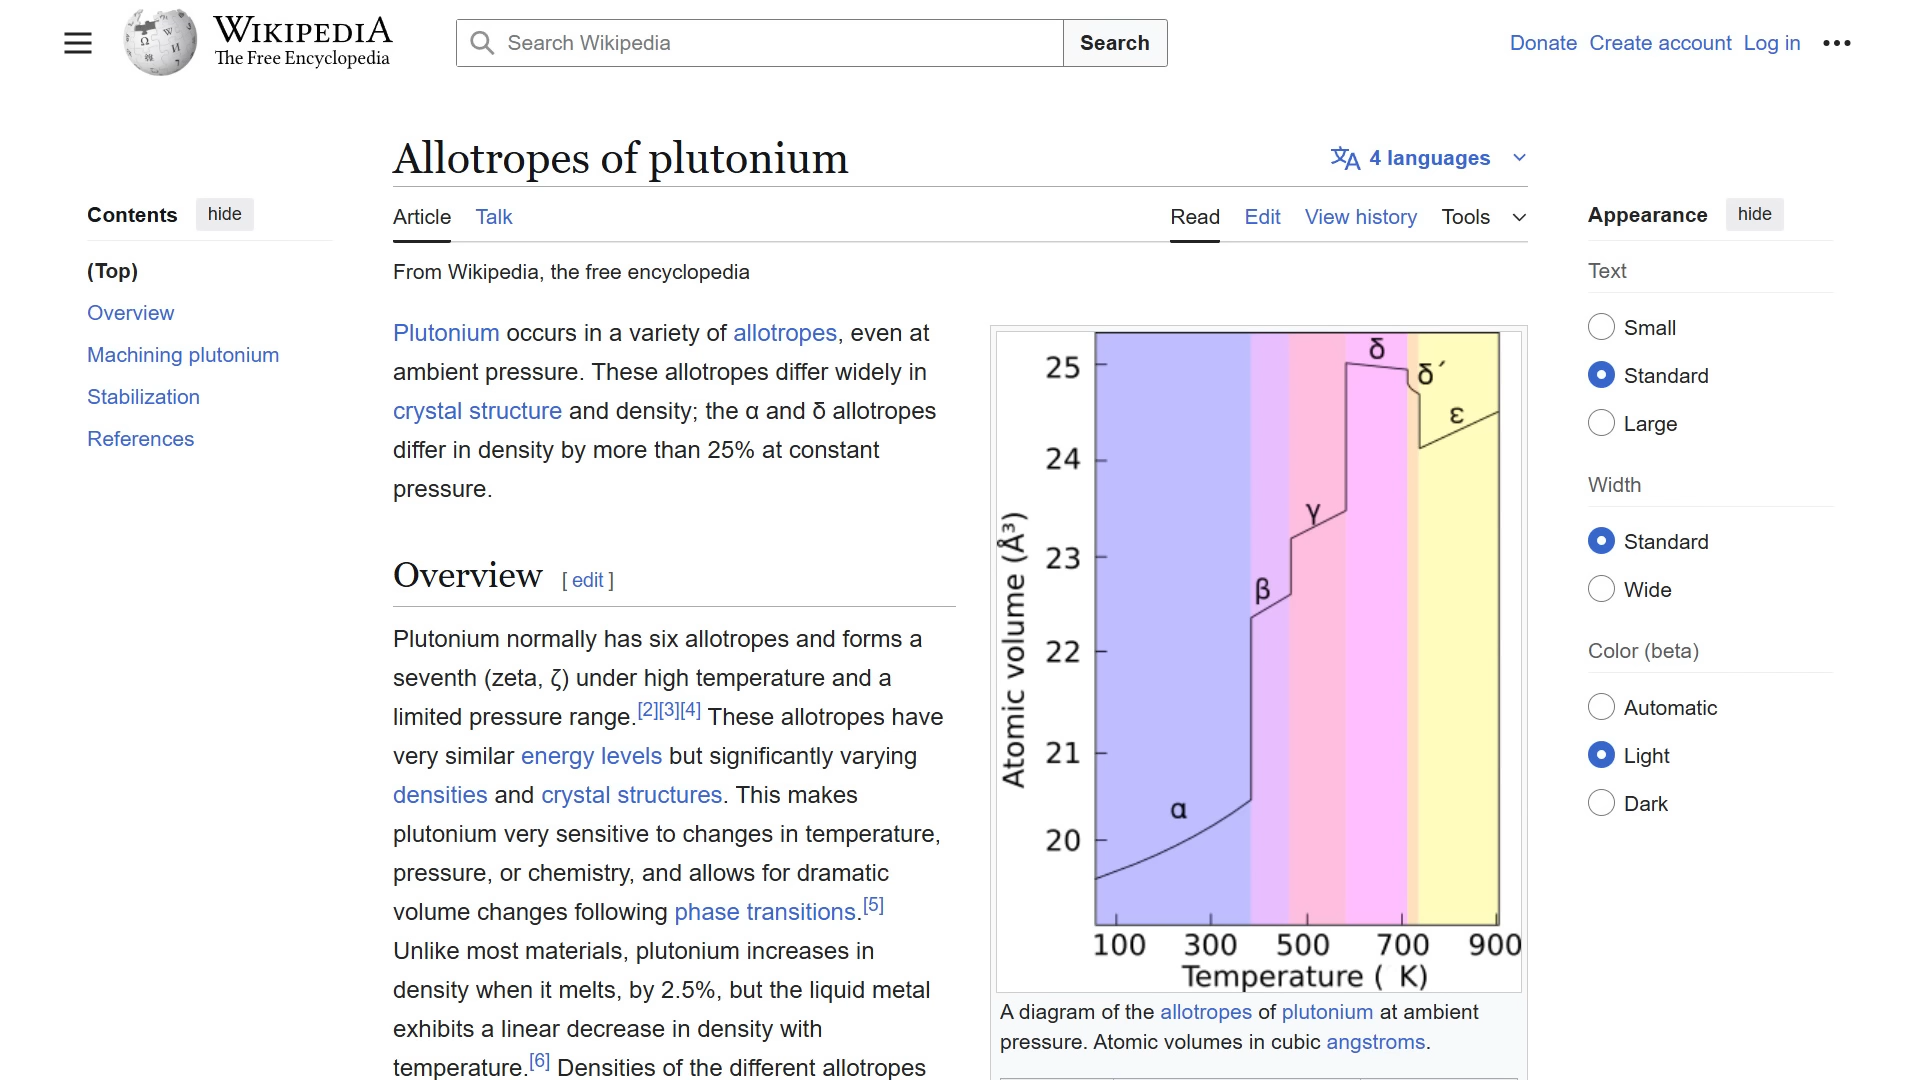 WIKIPEDIA
The Free Encyclopedia
Search Wikipedia
Search
Donate Create account Log in
Allotropes of plutonium
4 languages
Contents hide
(Top)
Overview
Machining plutonium
Stabilization
References
Article Talk
Read Edit View history Tools
From Wikipedia, the free encyclopedia
Plutonium occurs in a variety of allotropes, even at
ambient pressure. These allotropes differ widely in
crystal structure and density; the α and δ allotropes
differ in density by more than 25% at constant
pressure.
Overview [ edit ]
Plutonium normally has six allotropes and forms a
seventh (zeta, ζ) under high temperature and a
limited pressure range.[2][3][4] These allotropes have
very similar energy levels but significantly varying
densities and crystal structures. This makes
plutonium very sensitive to changes in temperature,
pressure, or chemistry, and allows for dramatic
volume changes following phase transitions.[5]
Unlike most materials, plutonium increases in
density when it melts, by 2.5%, but the liquid metal
exhibits a linear decrease in density with
temperature.[6] Densities of the different allotropes
Atomic volume (Å³)
25
24
23
22
21
20
α
β
γ
δ
δ´
ε
100 300 500 700 900
Temperature ( K)
A diagram of the allotropes of plutonium at ambient
pressure. Atomic volumes in cubic angstroms.
Appearance hide
Text
Small
Standard
Large
Width
Standard
Wide
Color (beta)
Automatic
Light
Dark